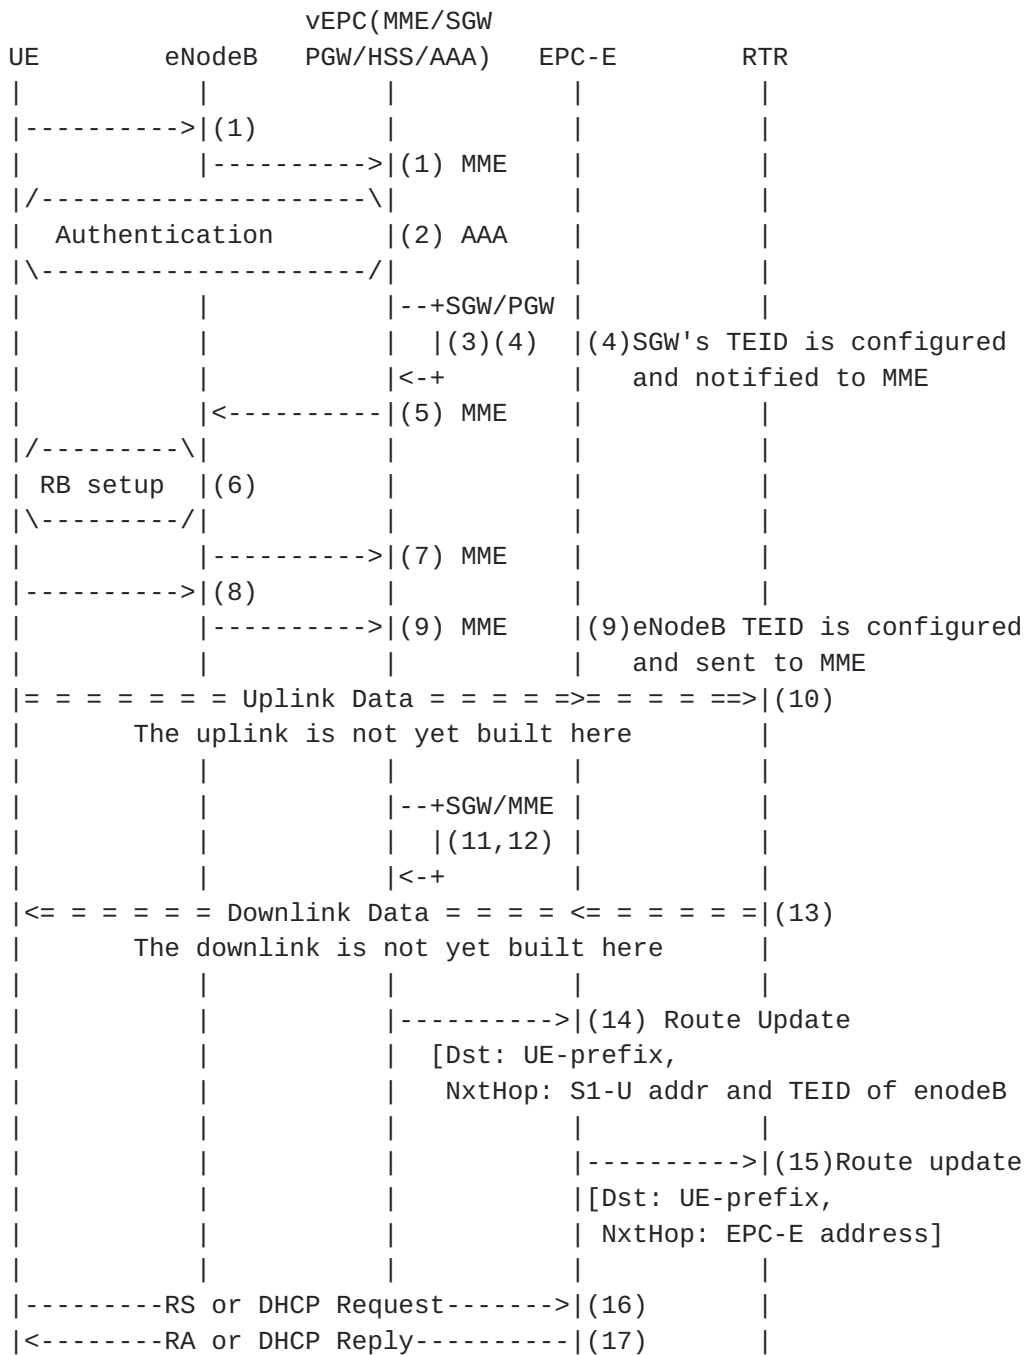 vEPC(MME/SGW
UE        eNodeB   PGW/HSS/AAA)   EPC-E        RTR
|           |           |           |           |
|---------->|(1)        |           |           |
|           |---------->|(1) MME    |           |
|/---------------------\|           |           |
|  Authentication       |(2) AAA    |           |
|\---------------------/|           |           |
|           |           |--+SGW/PGW |           |
|           |           |  |(3)(4)  |(4)SGW's TEID is configured
|           |           |<-+        |   and notified to MME
|           |<----------|(5) MME    |           |
|/---------\|           |           |           |
| RB setup  |(6)        |           |           |
|\---------/|           |           |           |
|           |---------->|(7) MME    |           |
|---------->|(8)        |           |           |
|           |---------->|(9) MME    |(9)eNodeB TEID is configured
|           |           |           |   and sent to MME
|= = = = = = = Uplink Data = = = = =>= = = = ==>|(10)
|       The uplink is not yet built here        |
|           |           |           |           |
|           |           |--+SGW/MME |           |
|           |           |  |(11,12) |           |
|           |           |<-+        |           |
|<= = = = = = Downlink Data = = = = <= = = = = =|(13)
|       The downlink is not yet built here      |
|           |           |           |           |
|           |           |---------->|(14) Route Update
|           |           |  [Dst: UE-prefix,
|           |           |   NxtHop: S1-U addr and TEID of enodeB
|           |           |           |           |
|           |           |           |---------->|(15)Route update
|           |           |           |[Dst: UE-prefix,
|           |           |           | NxtHop: EPC-E address]
|           |           |           |           |
|---------RS or DHCP Request------->|(16)       |
|<--------RA or DHCP Reply----------|(17)       |